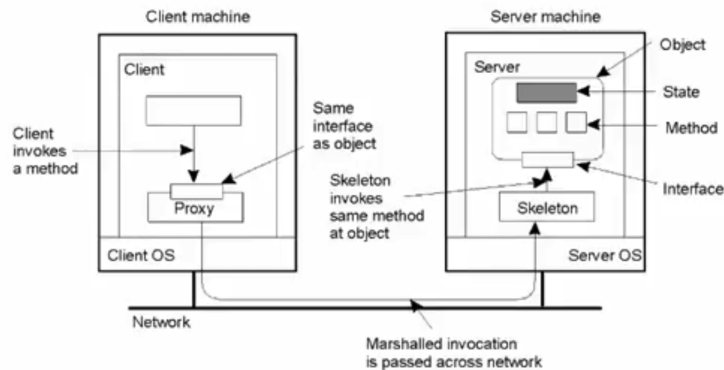 Client machine
Server machine
Object
Client
Server
State
Same
interface
as object
Client
invokes
a method
Method
Skeleton
invokes
same method
at object
Interface
Proxy
Skeleton
Client OS
Server OS
Network
Marshalled invocation
is passed across network